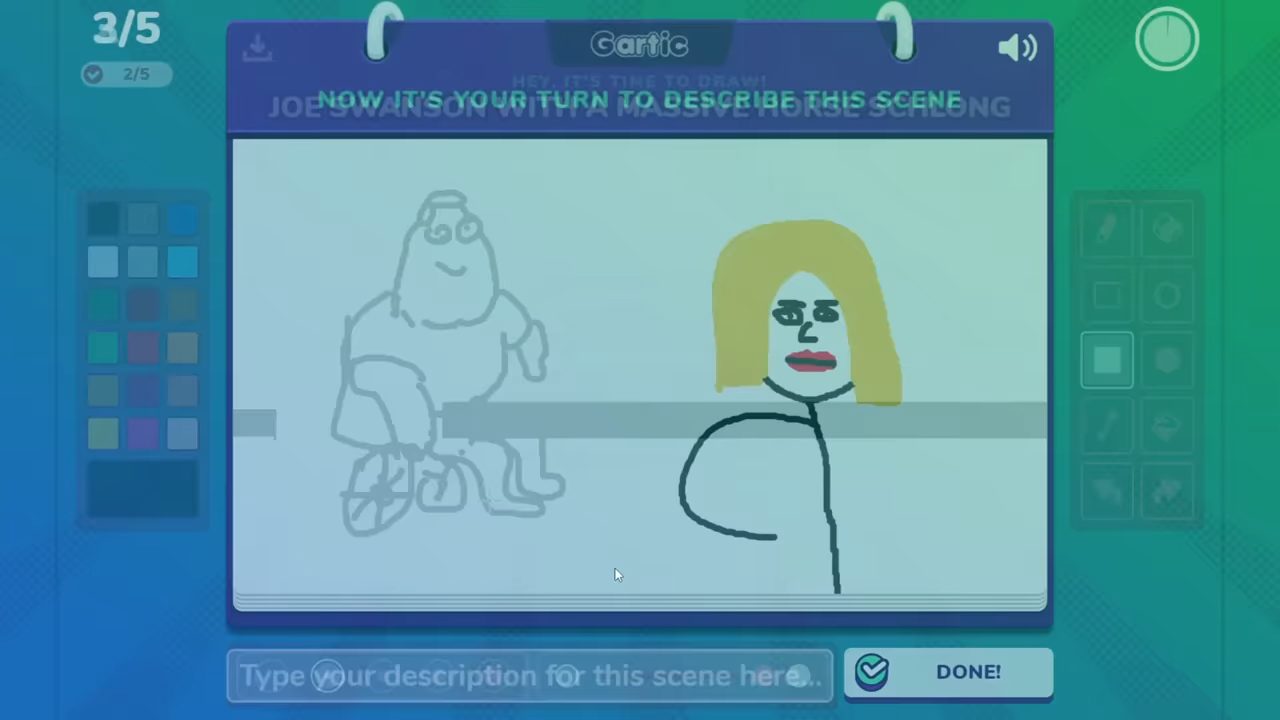 3/5
2/5
Gartic
HEY, IT'S TIME TO DRAW!
NOW IT'S YOUR TURN TO DESCRIBE THIS SCENE
JOE SWANSON WITH A MASSIVE HORSE SCHLONG
Type your description for this scene here...
DONE!